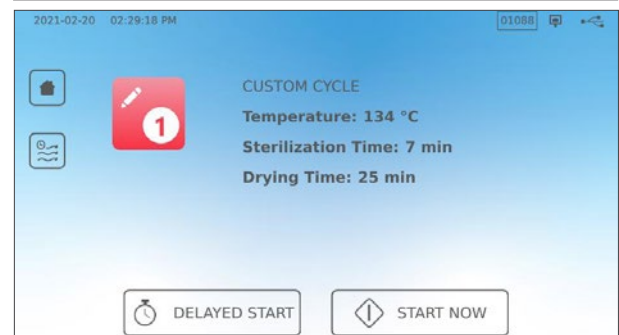 2021-02-20 02:29:18 PM 01088
CUSTOM CYCLE
1
Temperature: 134 °C
Sterilization Time: 7 min
Drying Time: 25 min
DELAYED START START NOW